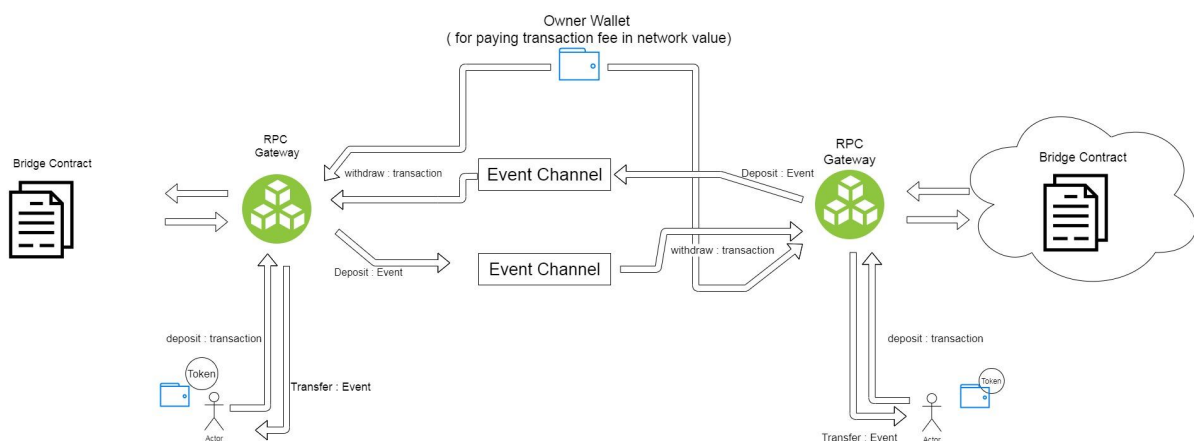 Owner Wallet
( for paying transaction fee in network value)
RPC
Gateway
RPC
Gateway
Bridge Contract
Bridge Contract
withdraw : transaction
Event Channel
Deposit : Event
Deposit : Event
Event Channel
withdraw : transaction
deposit : transaction
deposit : transaction
Token
Token
Transfer : Event
Actor
Actor
Transfer : Event